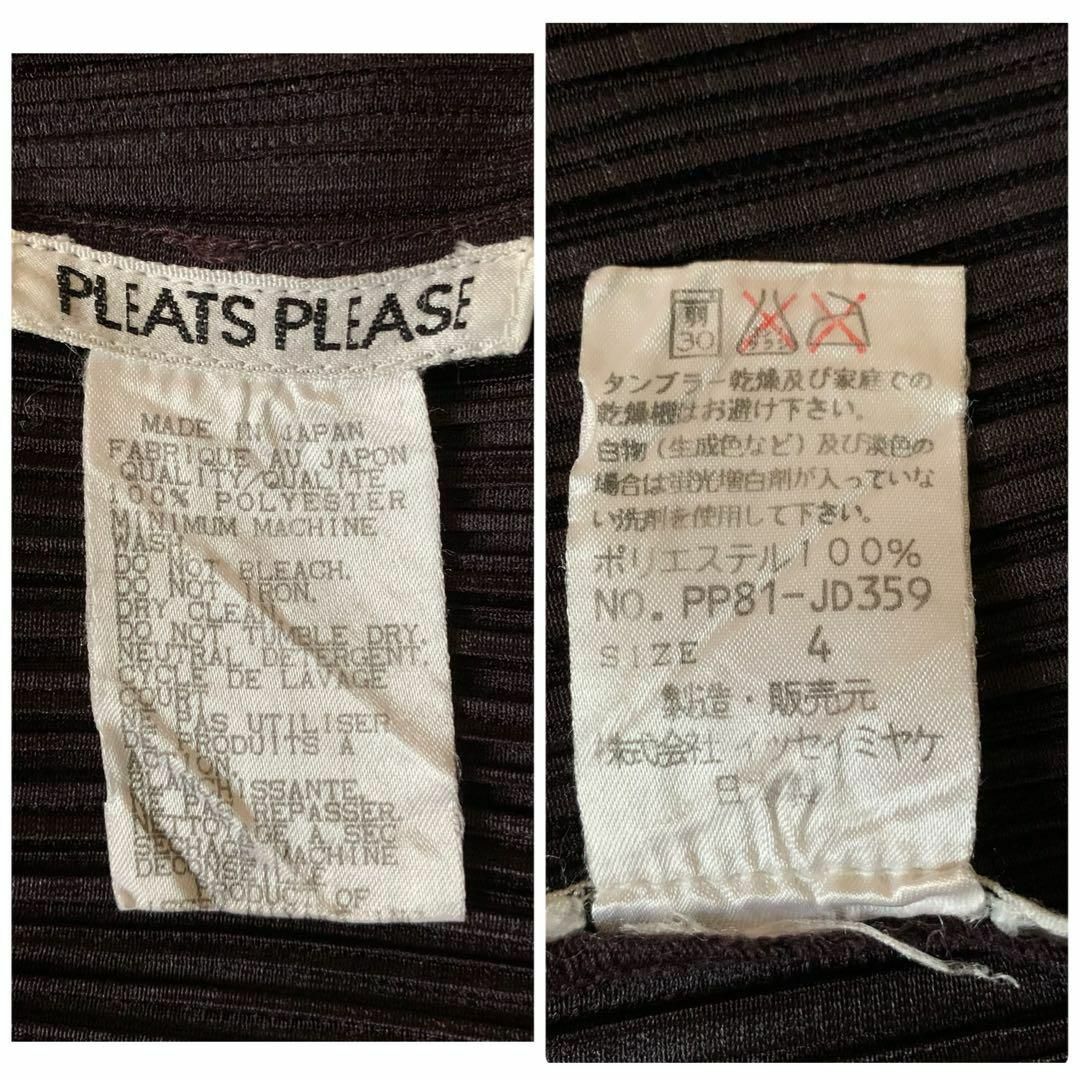 PLEATS PLEASE
MADE IN JAPAN
FABRIQUE AU JAPON
QUALITY/QUALITE
100% POLYESTER
MINIMUM MACHINE
WASH
DO NOT BLEACH.
DO NOT IRON.
DRY CLEAN.
DO NOT TUMBLE DRY.
NEUTRAL DETERGENT.
CYCLE DE LAVAGE
COURT
NE PAS UTILISER
DE PRODUITS A
BLANCHISSANTE,
NE PAS REPASSER
NETTOYAGE A SEC
MACHINE
PRODUCT OF
弱
30
タンブラー乾燥及び家庭での
乾燥機はお避け下さい。
白物(生成色など)及び淡色の
場合は蛍光増白剤が入っていな
い洗剤を使用して下さい。
ポリエステル100%
NO. PP81-JD359
SIZE 4
製造・販売元
株式会社イッセイミヤケ
日